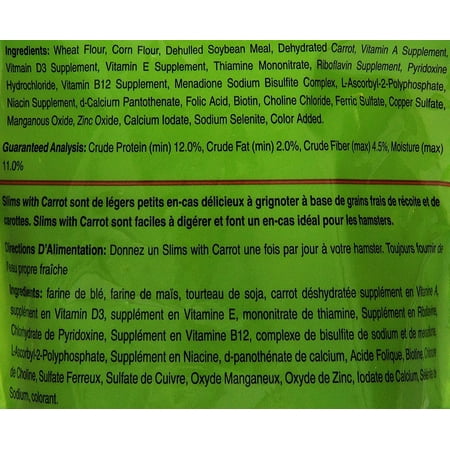 Ingredients: Wheat Flour, Corn Flour, Dehulled Soybean Meal, Dehydrated Carrot, Vitamin A Supplement,
Vitmain D3 Supplement, Vitamin E Supplement, Thiamine Mononitrate, Riboflavin Supplement, Pyridoxine
Hydrochloride, Vitamin B12 Supplement, Menadione Sodium Bisulfite Complex, L-Ascorbyl-2-Polyphosphate,
Niacin Supplement, d-Calcium Pantothenate, Folic Acid, Biotin, Choline Chloride, Ferric Sulfate, Copper Sulfate,
Manganous Oxide, Zinc Oxide, Calcium Iodate, Sodium Selenite, Color Added.
Guaranteed Analysis: Crude Protein (min) 12.0%, Crude Fat (min) 2.0%, Crude Fiber (max) 4.5%, Moisture (max)
11.0%
Slims with Carrot sont de légers petits en-cas délicieux à grignoter à base de grains frais de récolte et de
carottes. Slims with Carrot sont faciles à digérer et font un en-cas idéal pour les hamsters.
Directions D'Alimentation: Donnez un Slims with Carrot une fois par jour à votre hamster. Toujours fournir de
l'eau propre fraîche
Ingredients: farine de blé, farine de maïs, tourteau de soja, carrot déshydratée supplément en Vitamine A,
supplément en Vitamin D3, supplément en Vitamine E, mononitrate de thiamine, Supplément en Riboflavine,
Chlorhydrate de Pyridoxine, Supplément en Vitamine B12, complexe de bisulfite de sodium et de menadione,
L-Ascorbyl-2-Polyphosphate, Supplément en Niacine, d-panothénate de calcium, Acide Folique, Biotine, Chlorure
de Choline, Sulfate Ferreux, Sulfate de Cuivre, Oxyde Manganeux, Oxyde de Zinc, Iodate de Calcium, Sélénite de
Sodium, colorant.